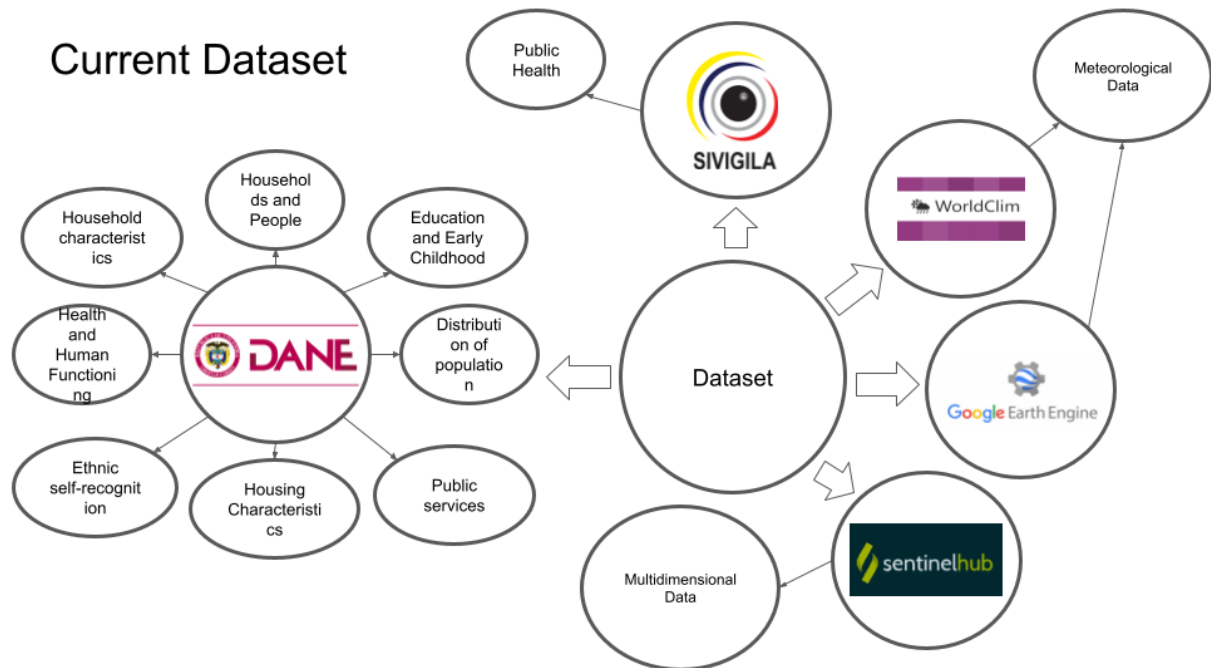 Current Dataset
Public
Health
SIVIGILA
Meteorological
Data
WorldClim
Househol
ds and
People
Household
characterist
ics
Education
and Early
Childhood
Health
and
Human
Functioni
ng
DANE
Distributi
on of
populatio
n
Dataset
Google Earth Engine
Ethnic
self-recognit
ion
Housing
Characteristi
cs
Public
services
Multidimensional
Data
sentinelhub